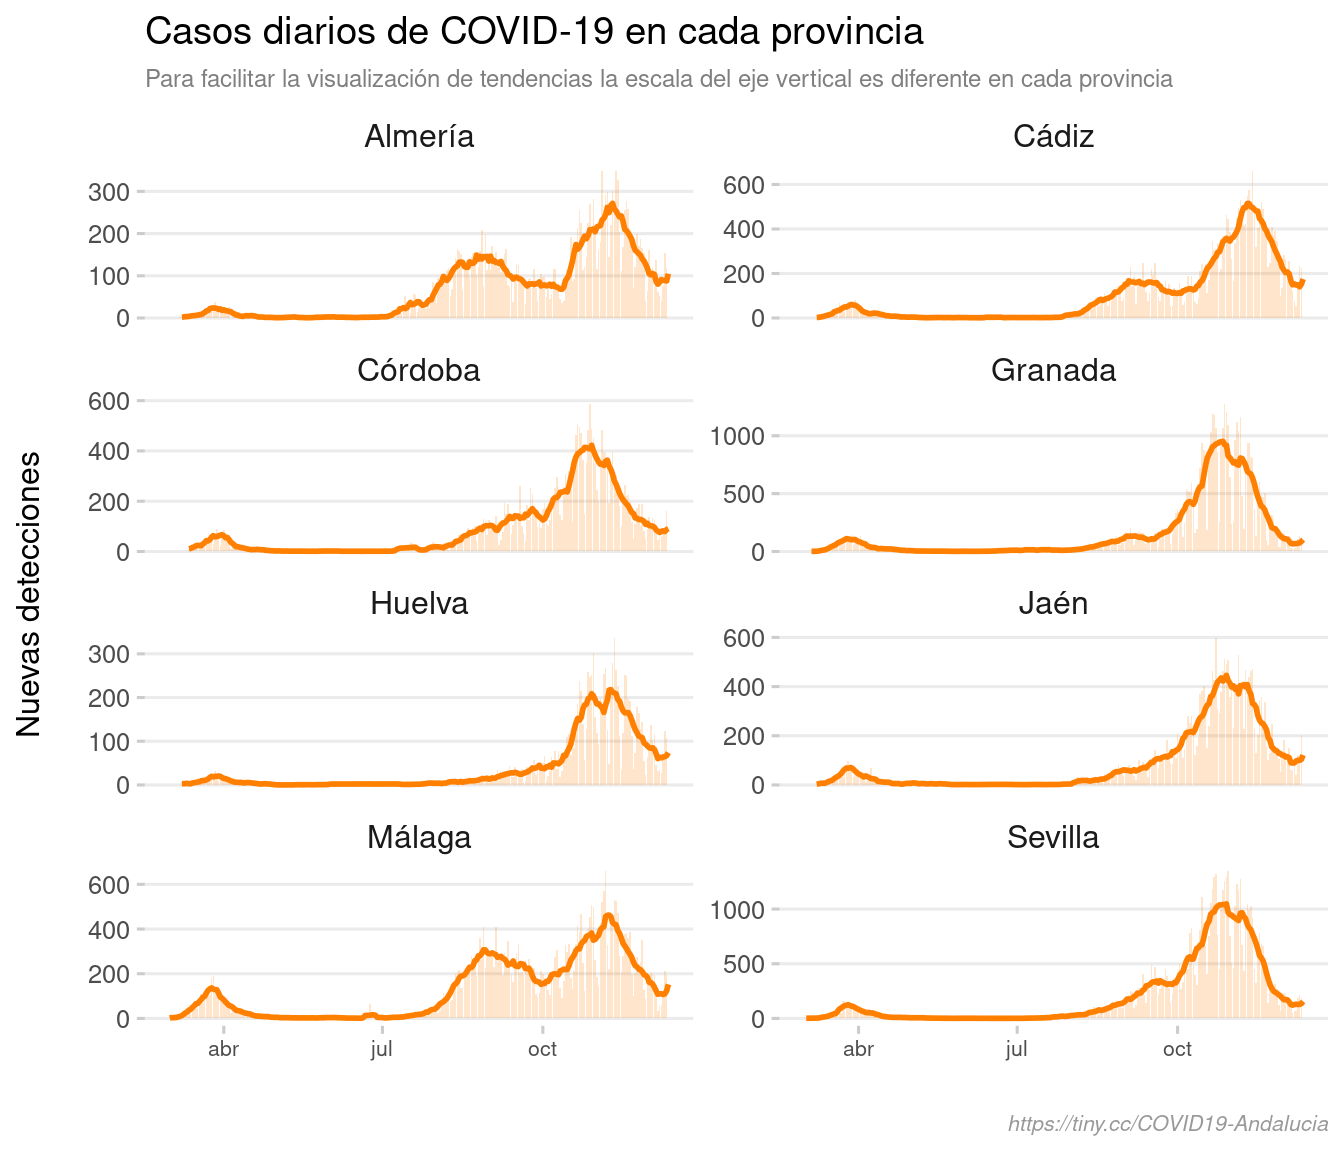 Casos diarios de COVID-19 en cada provincia
Para facilitar la visualización de tendencias la escala del eje vertical es diferente en cada provincia
Nuevas detecciones
Almería
300
200
100
0
Cádiz
600
400
200
0
Córdoba
600
400
200
0
Granada
1000
500
0
Huelva
300
200
100
0
Jaén
600
400
200
0
Málaga
600
400
200
0
abr jul oct
Sevilla
1000
500
0
abr jul oct
https://tiny.cc/COVID19-Andalucia